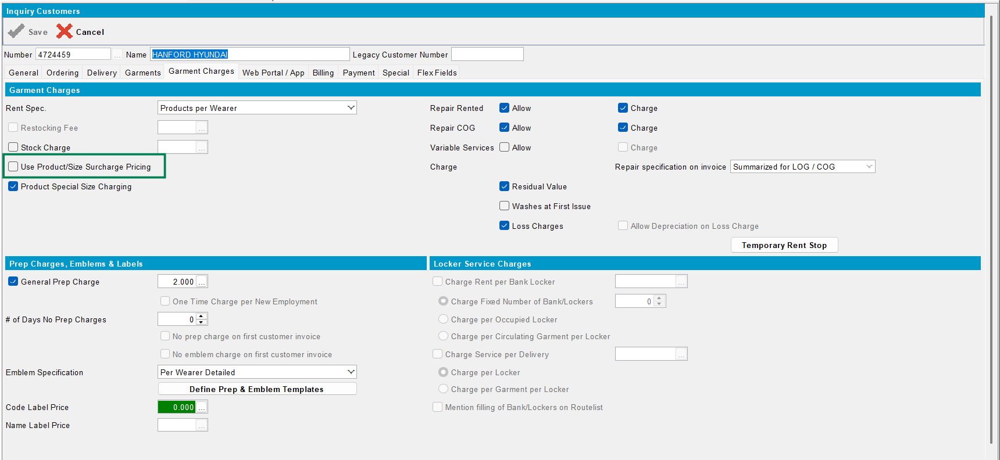 Inquiry Customers
Save Cancel
Number 4724459 ... Name HANFORD HYUNDAI Legacy Customer Number
General Ordering Delivery Garments Garment Charges Web Portal / App Billing Payment Special Flex Fields
Garment Charges
Rent Spec. Products per Wearer Repair Rented Allow Charge
Restocking Fee ... Repair COG Allow Charge
Stock Charge ... Variable Services Allow Charge
Use Product/Size Surcharge Pricing Charge Repair specification on invoice Summarized for LOG / COG
Product Special Size Charging Residual Value
Washes at First Issue
Loss Charges Allow Depreciation on Loss Charge
Temporary Rent Stop
Prep Charges, Emblems & Labels Locker Service Charges
General Prep Charge 2.000 ... Charge Rent per Bank Locker ...
One Time Charge per New Employment Charge Fixed Number of Bank/Lockers 0
# of Days No Prep Charges 0 Charge per Occupied Locker
No prep charge on first customer invoice Charge per Circulating Garment per Locker
No emblem charge on first customer invoice Charge Service per Delivery ...
Emblem Specification Per Wearer Detailed Charge per Locker
Define Prep & Emblem Templates Charge per Garment per Locker
Code Label Price 0.000 ... Mention filling of Bank/Lockers on Routelist
Name Label Price ...